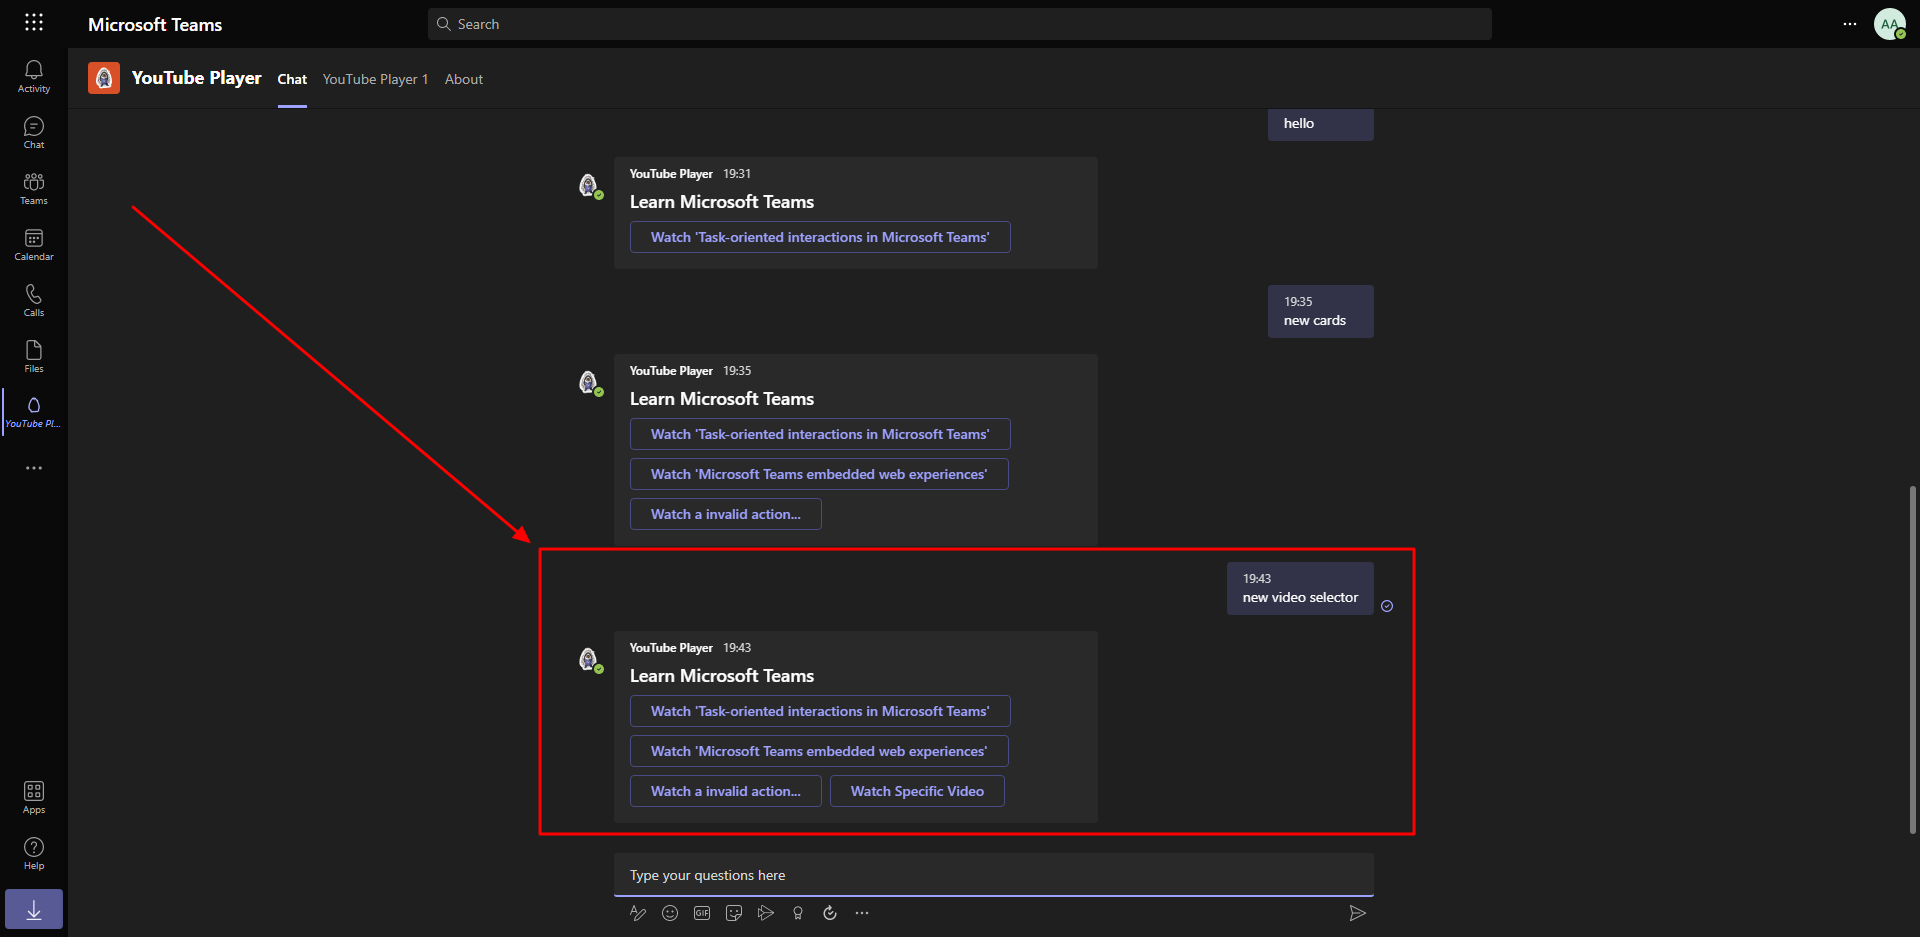 Microsoft Teams
Search
AA
Activity
Chat
Teams
Calendar
Calls
Files
YouTube Pl...
Apps
Help
YouTube Player Chat YouTube Player 1 About
hello
YouTube Player 19:31
Learn Microsoft Teams
Watch 'Task-oriented interactions in Microsoft Teams'
19:35
new cards
YouTube Player 19:35
Learn Microsoft Teams
Watch 'Task-oriented interactions in Microsoft Teams'
Watch 'Microsoft Teams embedded web experiences'
Watch a invalid action...
19:43
new video selector
YouTube Player 19:43
Learn Microsoft Teams
Watch 'Task-oriented interactions in Microsoft Teams'
Watch 'Microsoft Teams embedded web experiences'
Watch a invalid action... Watch Specific Video
Type your questions here
GIF